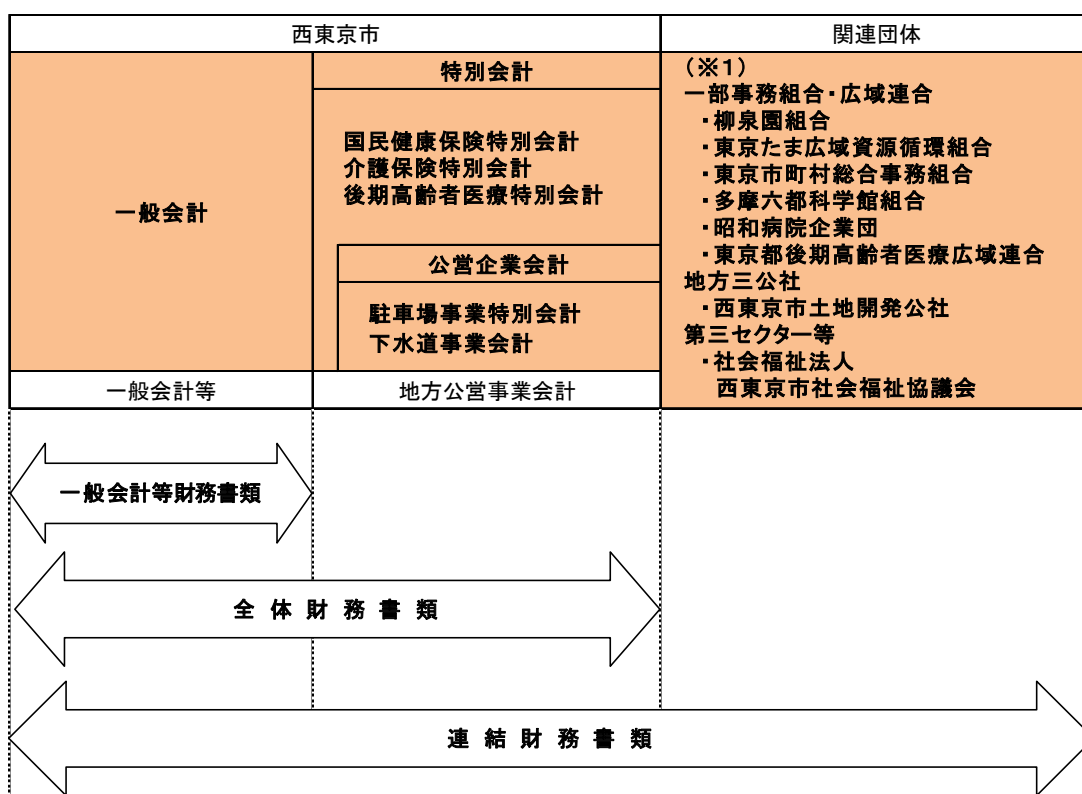 西東京市
関連団体
一般会計
特別会計
国民健康保険特別会計
介護保険特別会計
後期高齢者医療特別会計
公営企業会計
駐車場事業特別会計
下水道事業会計
(※1)
一部事務組合・広域連合
・柳泉園組合
・東京たま広域資源循環組合
・東京市町村総合事務組合
・多摩六都科学館組合
・昭和病院企業団
・東京都後期高齢者医療広域連合
地方三公社
・西東京市土地開発公社
第三セクター等
・社会福祉法人
西東京市社会福祉協議会
一般会計等
地方公営事業会計
一般会計等財務書類
全体財務書類
連結財務書類